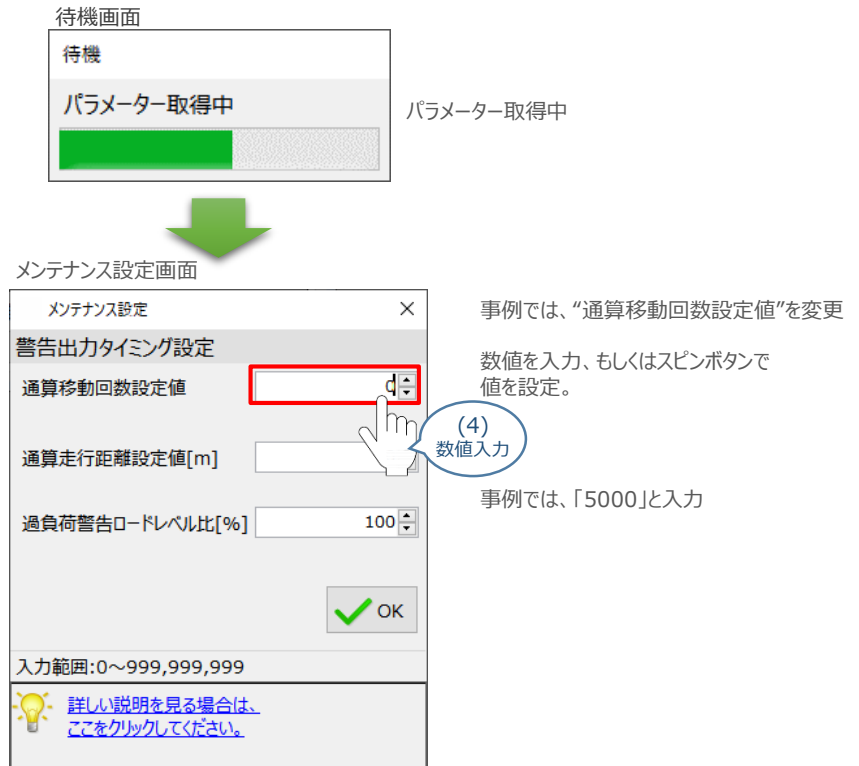 待機画面
待機
パラメーター取得中
パラメーター取得中
メンテナンス設定画面
メンテナンス設定
警告出力タイミング設定
通算移動回数設定値
通算走行距離設定値[m]
過負荷警告ロードレベル比[%] 100
OK
入力範囲:0~999,999,999
詳しい説明を見る場合は、
ここをクリックしてください。
事例では、“通算移動回数設定値”を変更
数値を入力、もしくはスピンボタンで
値を設定。
(4)
数値入力
事例では、「5000」と入力